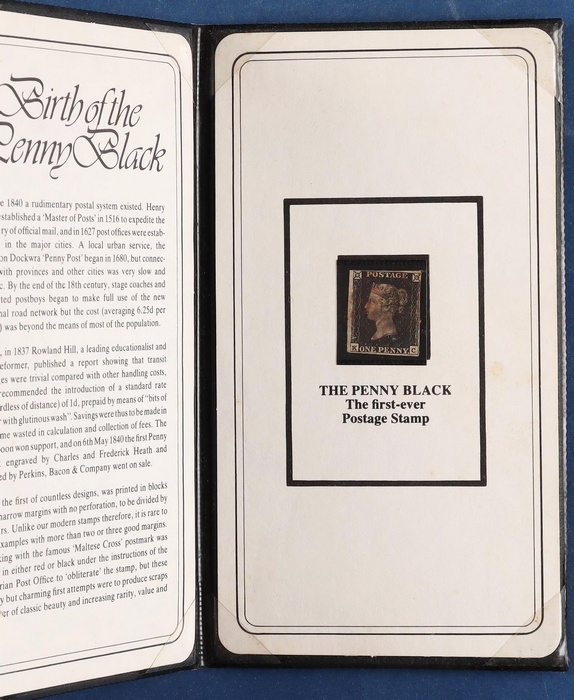 Birth of the
Penny Black
1840 a rudimentary postal system existed. Henry
established a 'Master of Posts' in 1516 to expedite the
of official mail, and in 1627 post offices were estab-
in the major cities. A local urban service, the
Dockwra 'Penny Post' began in 1680, but connec-
with provinces and other cities was very slow and
By the end of the 18th century, stage coaches and
postboys began to make full use of the new
road network but the cost (averaging 6.25d per
) was beyond the means of most of the population.
, in 1837 Rowland Hill, a leading educationalist and
reformer, published a report showing that transit
were trivial compared with other handling costs,
recommended the introduction of a standard rate
of distance) of 1d, prepaid by means of "bits of
with glutinous wash". Savings were thus to be made in
wasted in calculation and collection of fees. The
soon won support, and on 6th May 1840 the first Penny
engraved by Charles and Frederick Heath and
by Perkins, Bacon & Company went on sale.
the first of countless designs, was printed in blocks
narrow margins with no perforation, to be divided by
Unlike our modern stamps therefore, it is rare to
examples with more than two or three good margins.
with the famous 'Maltese Cross' postmark was
in either red or black under the instructions of the
Post Office to 'obliterate' the stamp, but these
but charming first attempts were to produce scraps
of classic beauty and increasing rarity, value and
POSTAGE
K C
ONE PENNY
THE PENNY BLACK
The first-ever
Postage Stamp